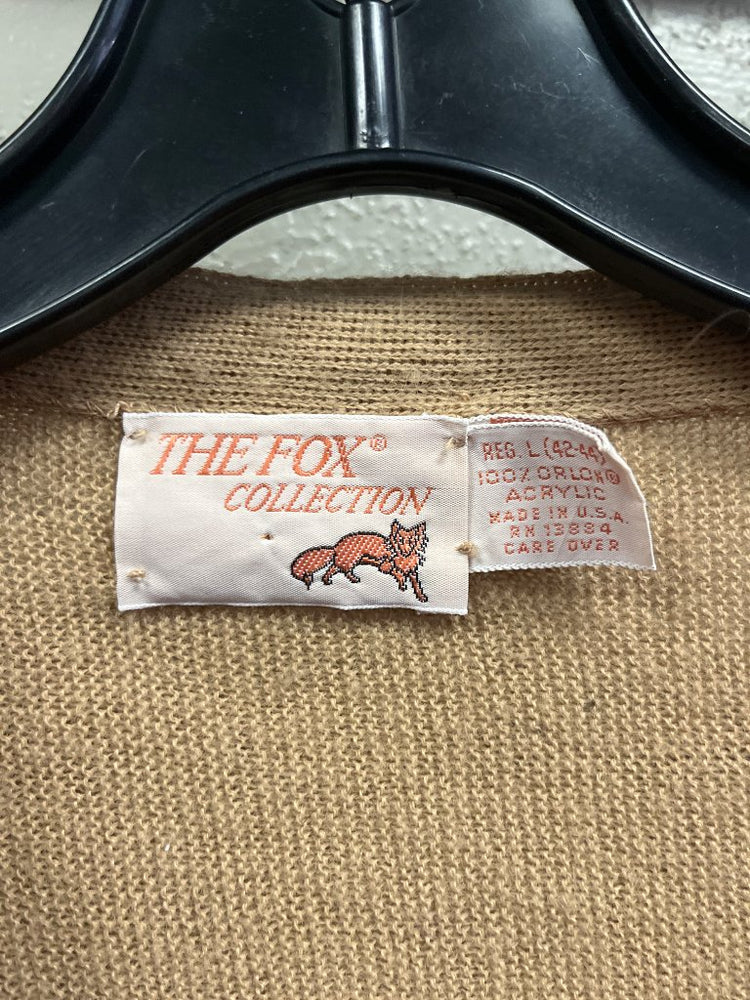 THE FOX®
COLLECTION
REG. L (42-44)
100% ORLON®
ACRYLIC
MADE IN U.S.A.
RN 13884
CARE OVER